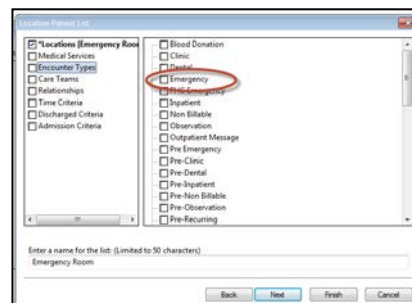 Location Patient List
*Locations [Emergency Roo
Medical Services
Encounter Types
Care Teams
Relationships
Time Criteria
Discharged Criteria
Admission Criteria
Blood Donation
Clinic
Dental
Emergency
PHC Emergency
Inpatient
Non Billable
Observation
Outpatient Message
Pre Emergency
Pre-Clinic
Pre-Dental
Pre-Inpatient
Pre-Non Billable
Pre-Observation
Pre-Recurring
Enter a name for the list: (Limited to 50 characters)
Emergency Room
Back Next Finish Cancel